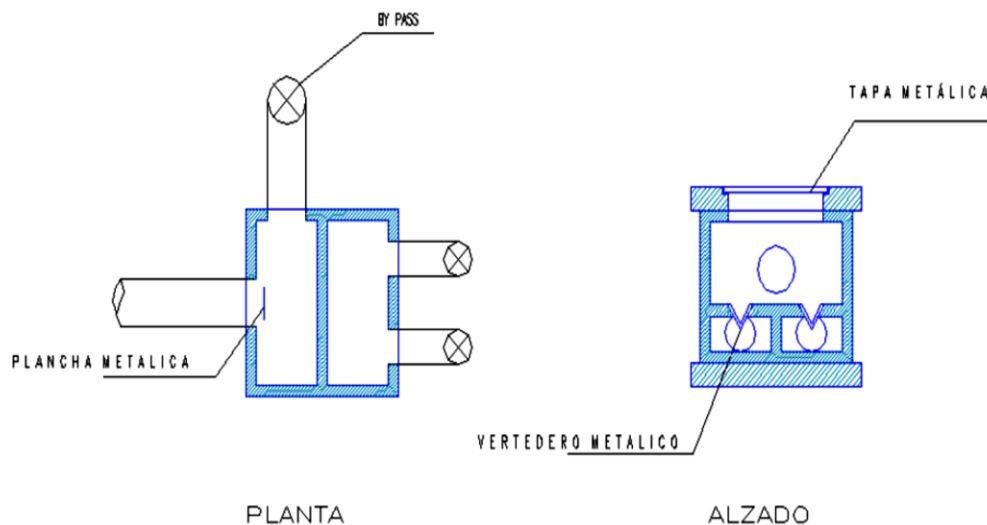 BY PASS
TAPA METÁLICA
PLANCHA METALICA
VERTEDERO METALICO
PLANTA
ALZADO